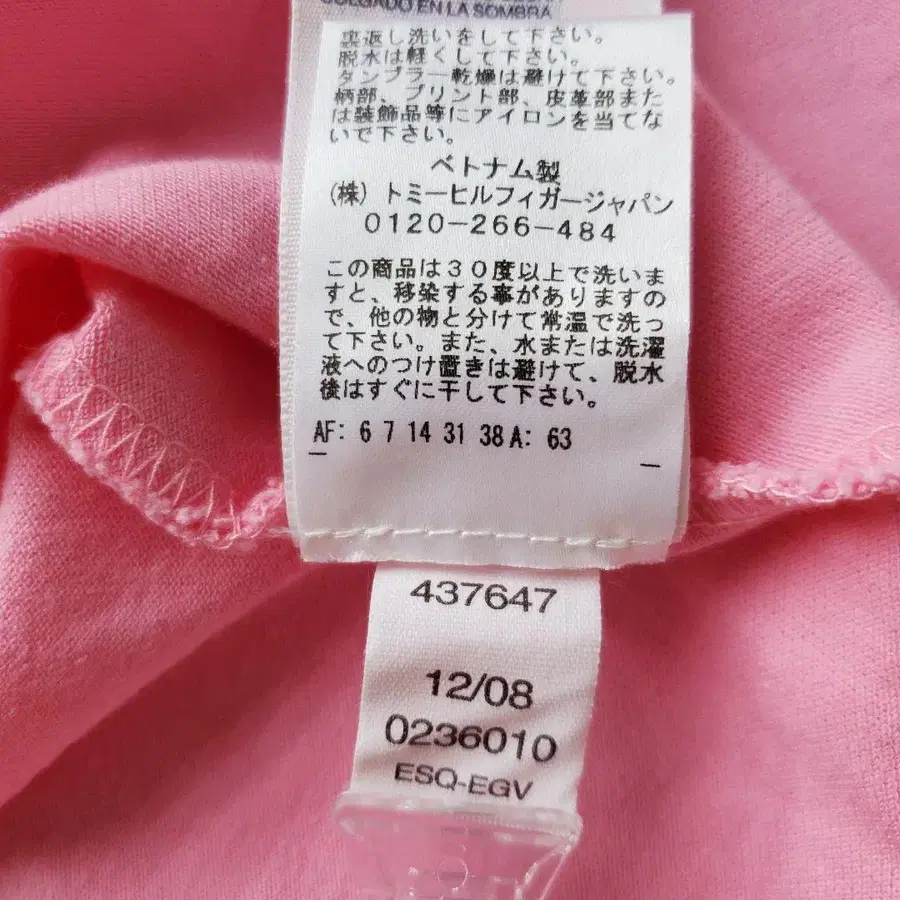 COLGADO EN LA SOMBRA
裏返し洗いをして下さい。
脱水は軽くして下さい。
タンブラー乾燥は避けて下さい。
柄部、プリント部、皮革部また
は装飾品等にアイロンを当てな
いで下さい。
ベトナム製
(株) トミーヒルフィガージャパン
0120-266-484
この商品は30度以上で洗いま
すと、移染する事がありますの
で、他の物と分けて常温で洗っ
て下さい。また、水または洗濯
液へのつけ置きは避けて、脱水
後はすぐに干して下さい。
AF: 6 7 14 31 38 A: 63
437647
12/08
0236010
ESQ-EGV